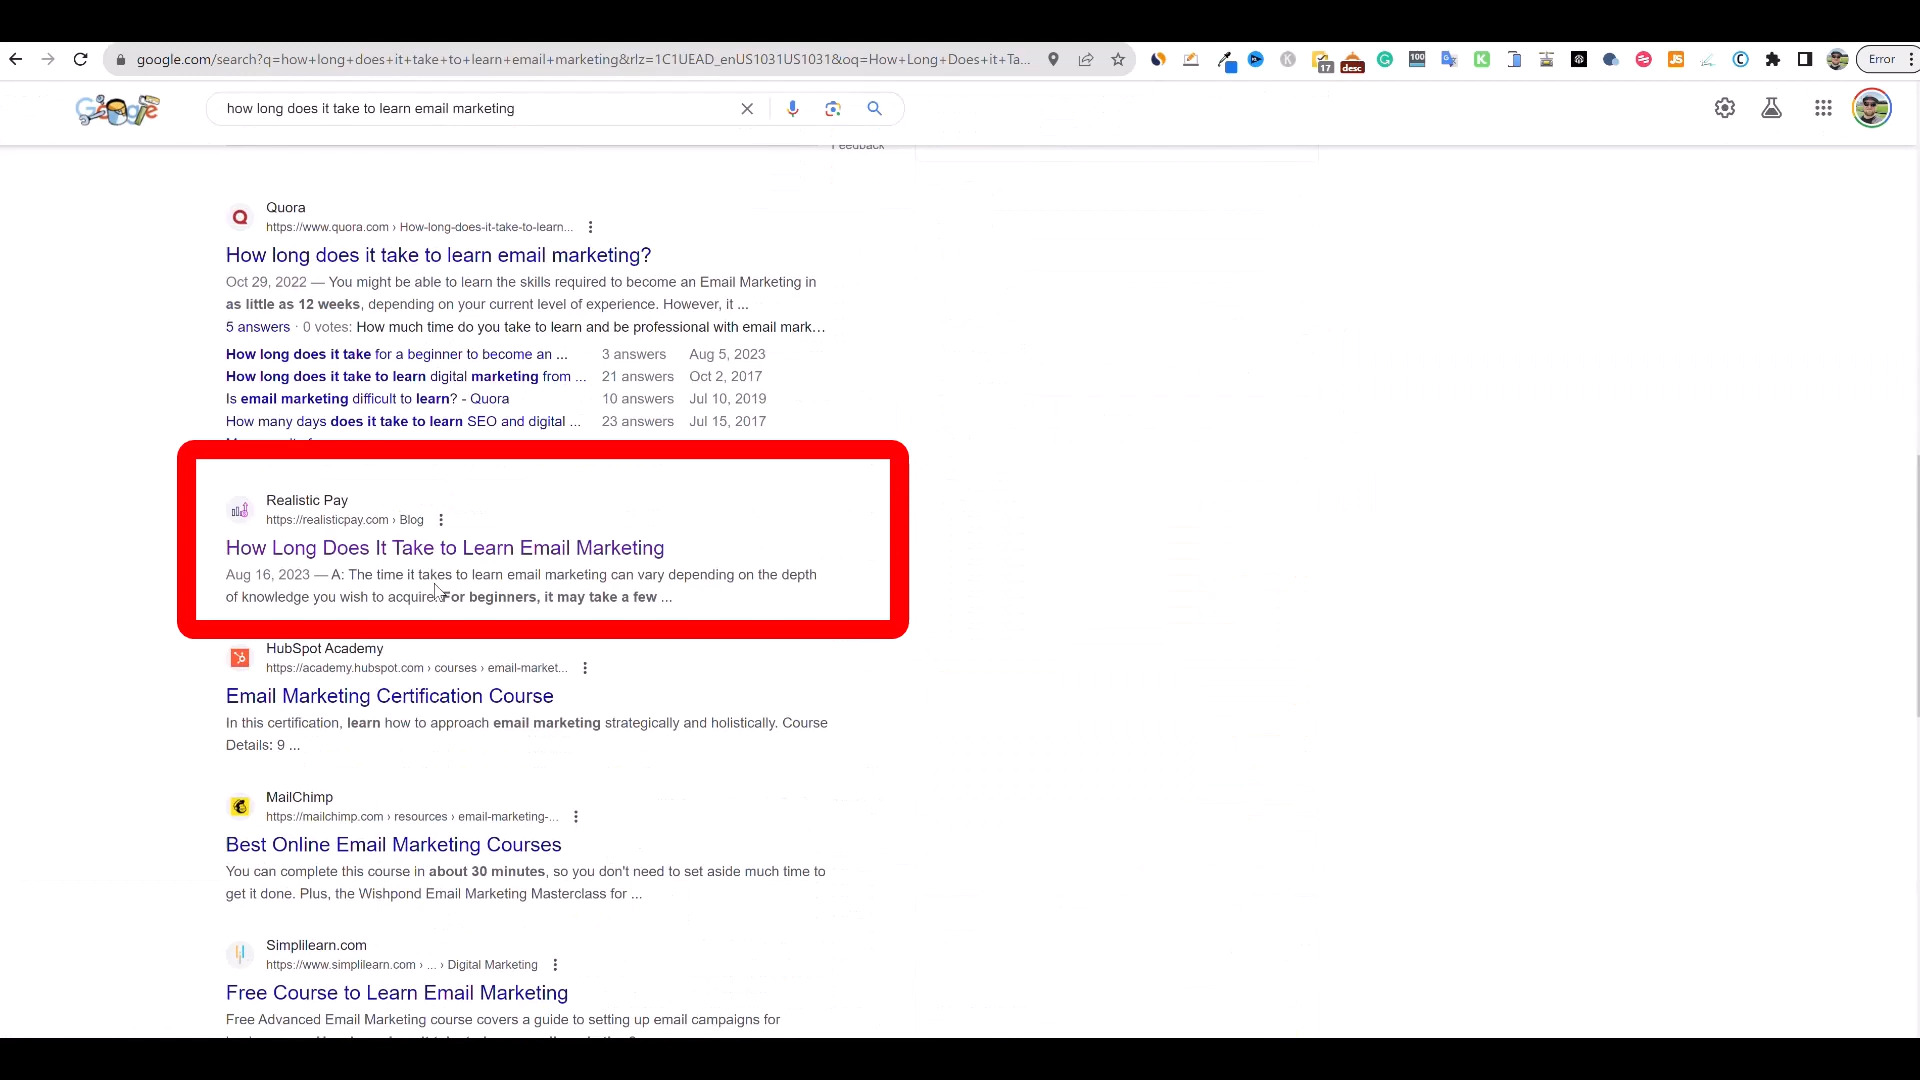 google.com/search?q=how+long+does+it+take+to+learn+email+marketing&rlz=1C1UEAD_enUS1031US1031&oq=How+Long+Does+it+Ta...
17
desc
100
JS
Error
how long does it take to learn email marketing
Feedback
Quora
https://www.quora.com › How-long-does-it-take-to-learn...
How long does it take to learn email marketing?
Oct 29, 2022 — You might be able to learn the skills required to become an Email Marketing in
as little as 12 weeks, depending on your current level of experience. However, it ...
5 answers · 0 votes: How much time do you take to learn and be professional with email mark...
How long does it take for a beginner to become an ... 3 answers Aug 5, 2023
How long does it take to learn digital marketing from ... 21 answers Oct 2, 2017
Is email marketing difficult to learn? - Quora 10 answers Jul 10, 2019
How many days does it take to learn SEO and digital ... 23 answers Jul 15, 2017
Realistic Pay
https://realisticpay.com › Blog
How Long Does It Take to Learn Email Marketing
Aug 16, 2023 — A: The time it takes to learn email marketing can vary depending on the depth
of knowledge you wish to acquire. For beginners, it may take a few ...
HubSpot Academy
https://academy.hubspot.com › courses › email-market...
Email Marketing Certification Course
In this certification, learn how to approach email marketing strategically and holistically. Course
Details: 9 ...
MailChimp
https://mailchimp.com › resources › email-marketing-...
Best Online Email Marketing Courses
You can complete this course in about 30 minutes, so you don't need to set aside much time to
get it done. Plus, the Wishpond Email Marketing Masterclass for ...
Simplilearn.com
https://www.simplilearn.com › ... › Digital Marketing
Free Course to Learn Email Marketing
Free Advanced Email Marketing course covers a guide to setting up email campaigns for